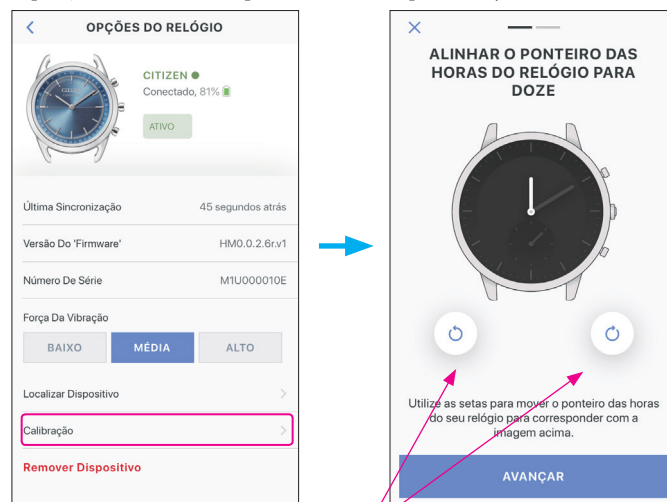 OPÇÕES DO RELÓGIO
CITIZEN
Conectado, 81%
ATIVO
Última Sincronização 45 segundos atrás
Versão Do 'Firmware' HM0.0.2.6r.v1
Número De Série M1U000010E
Força Da Vibração
BAIXO MÉDIA ALTO
Localizar Dispositivo
Calibração
Remover Dispositivo
ALINHAR O PONTEIRO DAS
HORAS DO RELÓGIO PARA
DOZE
Utilize as setas para mover o ponteiro das horas
do seu relógio para corresponder com a
imagem acima.
AVANÇAR